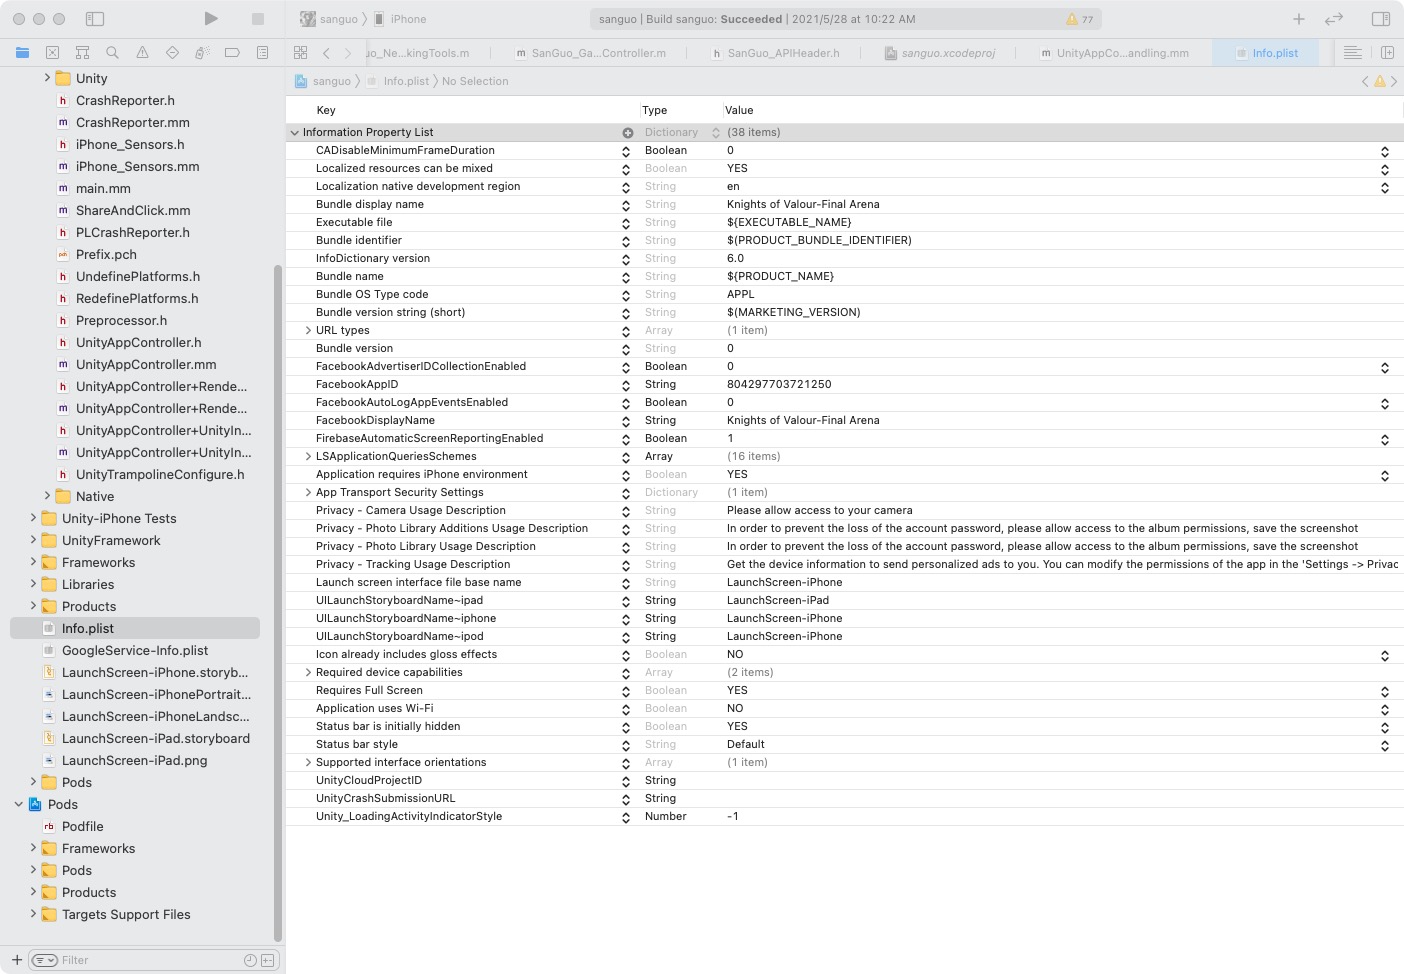 sanguo
iPhone
sanguo | Build sanguo: Succeeded | 2021/5/28 at 10:22 AM
77
uo_Ne...kingTools.m
m SanGuo_Ga...Controller.m
h SanGuo_APIHeader.h
sanguo.xcodeproj
m UnityAppCo...andling.mm
Info.plist
sanguo
Info.plist
No Selection
Unity
h CrashReporter.h
m CrashReporter.mm
h iPhone_Sensors.h
m iPhone_Sensors.mm
m main.mm
m ShareAndClick.mm
h PLCrashReporter.h
pch Prefix.pch
h UndefinePlatforms.h
h RedefinePlatforms.h
h Preprocessor.h
h UnityAppController.h
m UnityAppController.mm
h UnityAppController+Rende...
m UnityAppController+Rende...
h UnityAppController+UnityIn...
m UnityAppController+UnityIn...
h UnityTrampolineConfigure.h
Native
Unity-iPhone Tests
UnityFramework
Frameworks
Libraries
Products
Info.plist
GoogleService-Info.plist
LaunchScreen-iPhone.storyb...
LaunchScreen-iPhonePortrait...
LaunchScreen-iPhoneLandsc...
LaunchScreen-iPad.storyboard
LaunchScreen-iPad.png
Pods
Pods
rb Podfile
Frameworks
Pods
Products
Targets Support Files
Filter
Key Type Value
Information Property List Dictionary (38 items)
CADisableMinimumFrameDuration Boolean 0
Localized resources can be mixed Boolean YES
Localization native development region String en
Bundle display name String Knights of Valour-Final Arena
Executable file String ${EXECUTABLE_NAME}
Bundle identifier String $(PRODUCT_BUNDLE_IDENTIFIER)
InfoDictionary version String 6.0
Bundle name String ${PRODUCT_NAME}
Bundle OS Type code String APPL
Bundle version string (short) String $(MARKETING_VERSION)
URL types Array (1 item)
Bundle version String 0
FacebookAdvertiserIDCollectionEnabled Boolean 0
FacebookAppID String 804297703721250
FacebookAutoLogAppEventsEnabled Boolean 0
FacebookDisplayName String Knights of Valour-Final Arena
FirebaseAutomaticScreenReportingEnabled Boolean 1
LSApplicationQueriesSchemes Array (16 items)
Application requires iPhone environment Boolean YES
App Transport Security Settings Dictionary (1 item)
Privacy - Camera Usage Description String Please allow access to your camera
Privacy - Photo Library Additions Usage Description String In order to prevent the loss of the account password, please allow access to the album permissions, save the screenshot
Privacy - Photo Library Usage Description String In order to prevent the loss of the account password, please allow access to the album permissions, save the screenshot
Privacy - Tracking Usage Description String Get the device information to send personalized ads to you. You can modify the permissions of the app in the 'Settings -> Privac
Launch screen interface file base name String LaunchScreen-iPhone
UILaunchStoryboardName~ipad String LaunchScreen-iPad
UILaunchStoryboardName~iphone String LaunchScreen-iPhone
UILaunchStoryboardName~ipod String LaunchScreen-iPhone
Icon already includes gloss effects Boolean NO
Required device capabilities Array (2 items)
Requires Full Screen Boolean YES
Application uses Wi-Fi Boolean NO
Status bar is initially hidden Boolean YES
Status bar style String Default
Supported interface orientations Array (1 item)
UnityCloudProjectID String
UnityCrashSubmissionURL String
Unity_LoadingActivityIndicatorStyle Number -1